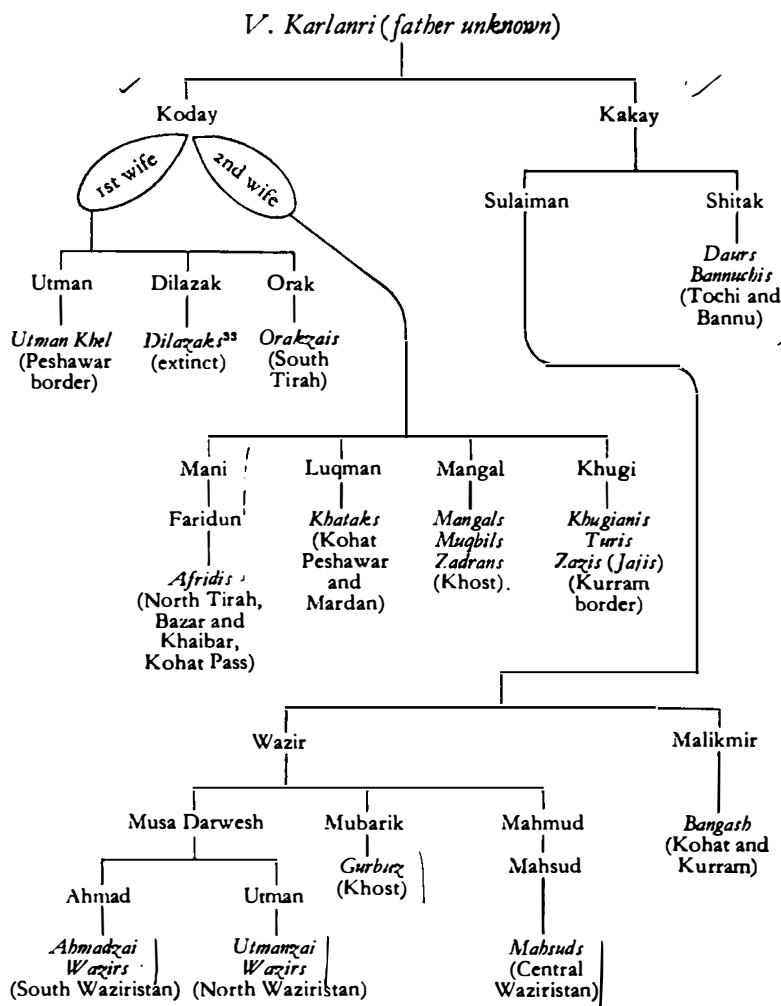 V. Karlanri (father unknown)
Koday
Kakay
1st wife
2nd wife
Sulaiman
Shitak
Daurs
Bannuchis
(Tochi and
Bannu)
Utman
Dilazak
Orak
Utman Khel
(Peshawar
border)
Dilazaks³³
(extinct)
Orakzais
(South
Tirah)
Mani
Luqman
Mangal
Khugi
Faridun
Afridis
(North Tirah,
Bazar and
Khaibar,
Kohat Pass)
Khataks
(Kohat
Peshawar
and
Mardan)
Mangals
Muqbils
Zadrans
(Khost).
Khugianis
Turis
Zazis (Jajis)
(Kurram
border)
Wazir
Malikmir
Musa Darwesh
Mubarik
Mahmud
Bangash
(Kohat and
Kurram)
Gurbuz
(Khost)
Mahsud
Ahmad
Utman
Ahmadzai
Wazirs
(South Waziristan)
Utmanzai
Wazirs
(North Waziristan)
Mahsuds
(Central
Waziristan)